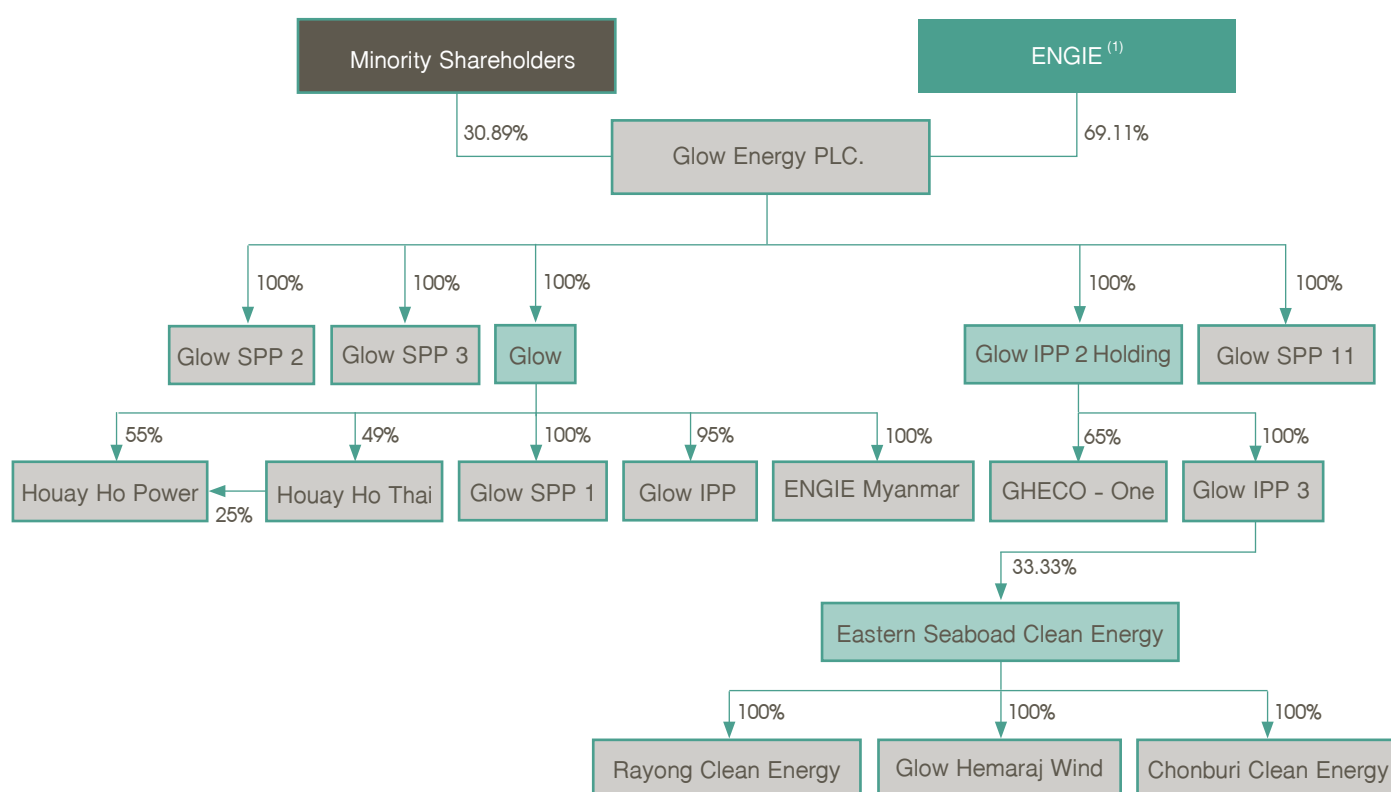 Minority Shareholders
ENGIE (1)
30.89%
69.11%
Glow Energy PLC.
100%
100%
100%
100%
100%
Glow SPP 2
Glow SPP 3
Glow
Glow IPP 2 Holding
Glow SPP 11
55%
49%
100%
95%
100%
65%
100%
Houay Ho Power
Houay Ho Thai
Glow SPP 1
Glow IPP
ENGIE Myanmar
GHECO - One
Glow IPP 3
25%
33.33%
Eastern Seaboad Clean Energy
100%
100%
100%
Rayong Clean Energy
Glow Hemaraj Wind
Chonburi Clean Energy